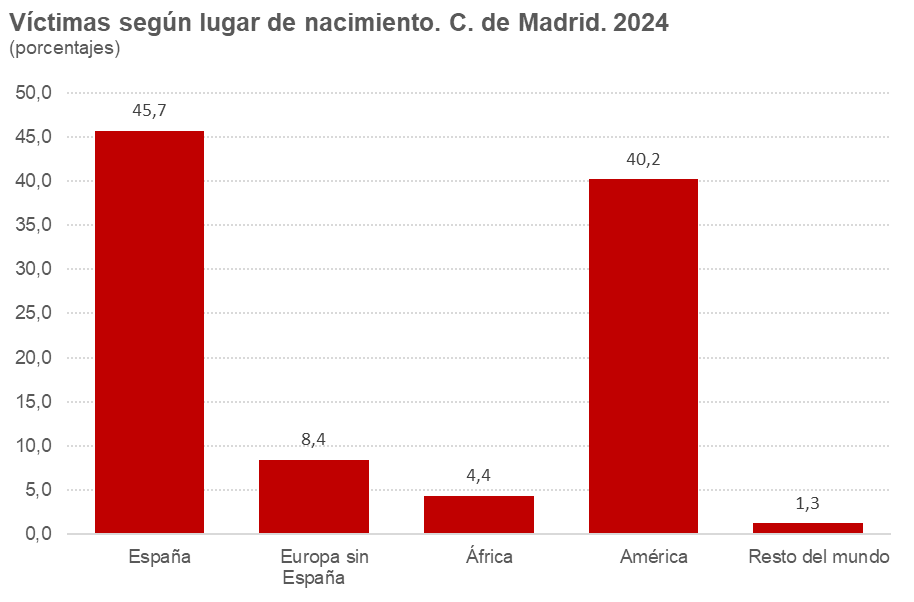 Víctimas según lugar de nacimiento. C. de Madrid. 2024
(porcentajes)
50,0
45,0
40,0
35,0
30,0
25,0
20,0
15,0
10,0
5,0
0,0
45,7
8,4
4,4
40,2
1,3
España
Europa sin
España
África
América
Resto del mundo